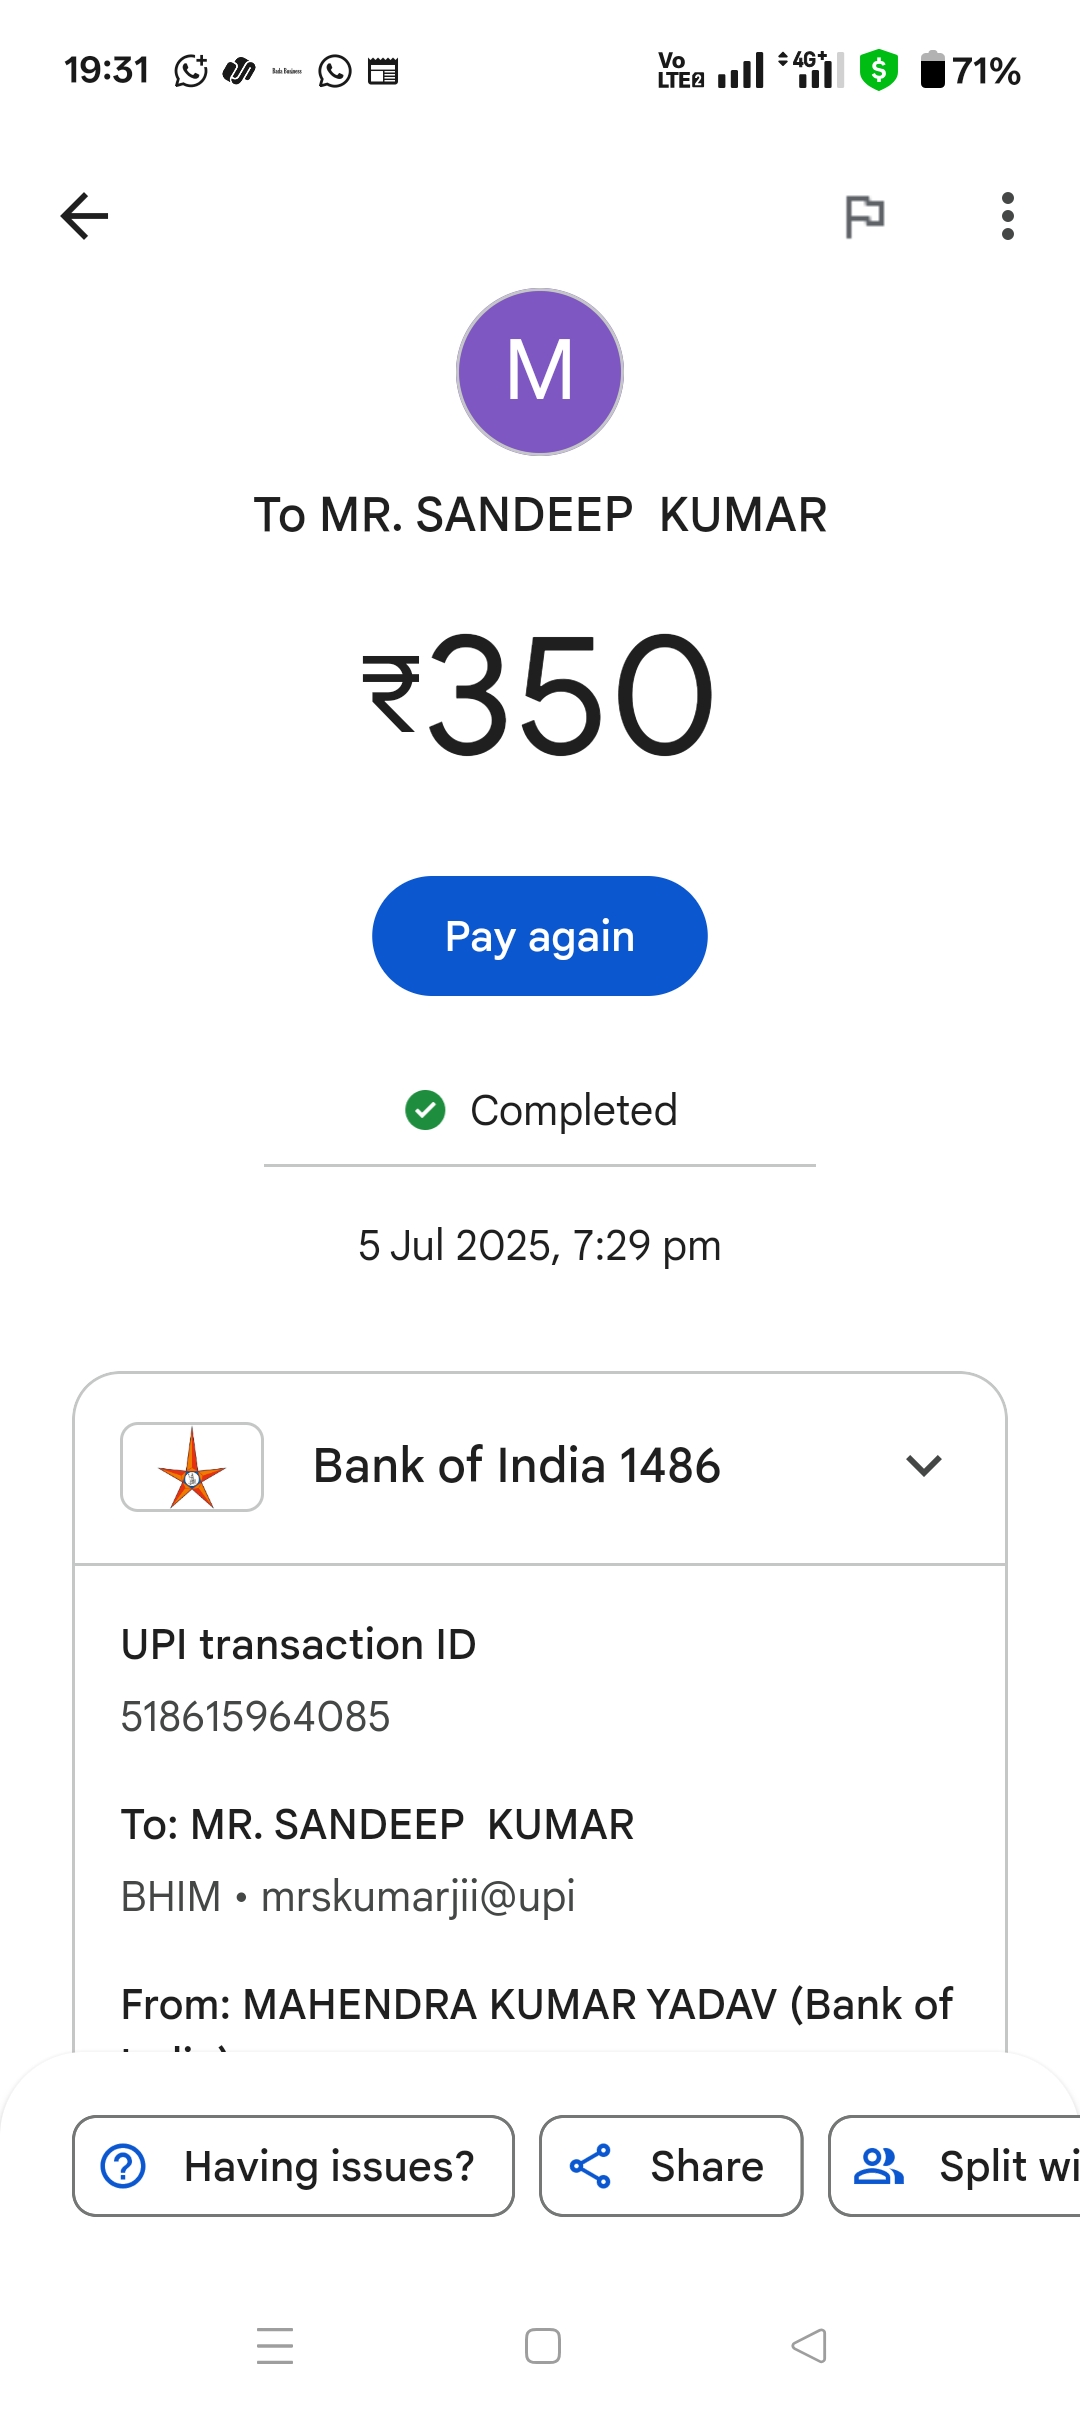 19:31
Vo
LTE2
4G+
71%
M
To MR. SANDEEP  KUMAR
₹350
Pay again
Completed
5 Jul 2025, 7:29 pm
Bank of India 1486
UPI transaction ID
518615964085
To: MR. SANDEEP  KUMAR
BHIM • mrskumarjii@upi
From: MAHENDRA KUMAR YADAV (Bank of
Having issues?
Share
Split wi